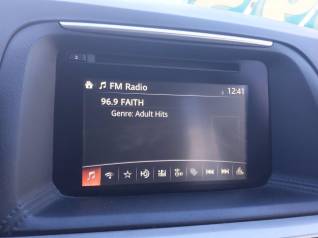 FM Radio
12:41
96.9 FAITH
Genre: Adult Hits